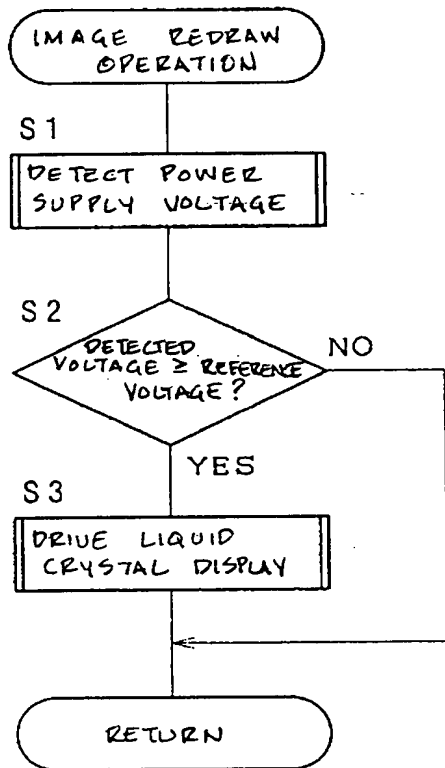 IMAGE REDRAW
OPERATION
S1
DETECT POWER
SUPPLY VOLTAGE
S2
DETECTED
VOLTAGE ≥ REFERENCE
VOLTAGE?
NO
YES
S3
DRIVE LIQUID
CRYSTAL DISPLAY
RETURN